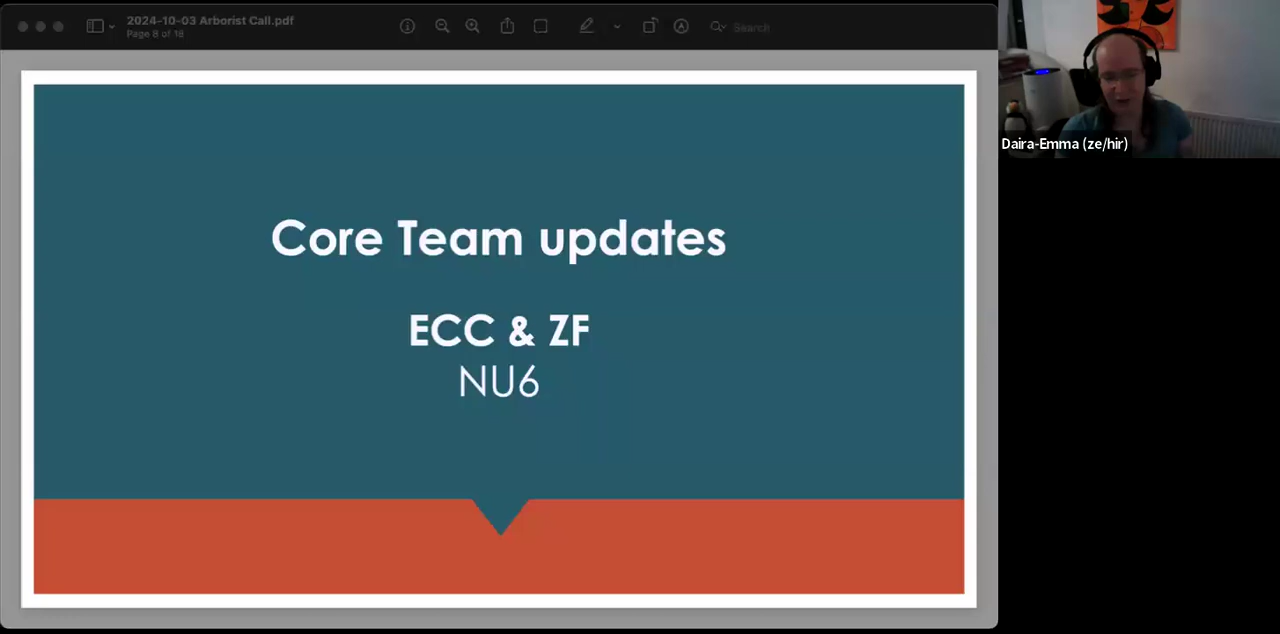 2024-10-03 Arborist Call.pdf
Page 8 of 18
Search
Core Team updates
ECC & ZF
NU6
Daira-Emma (ze/hir)